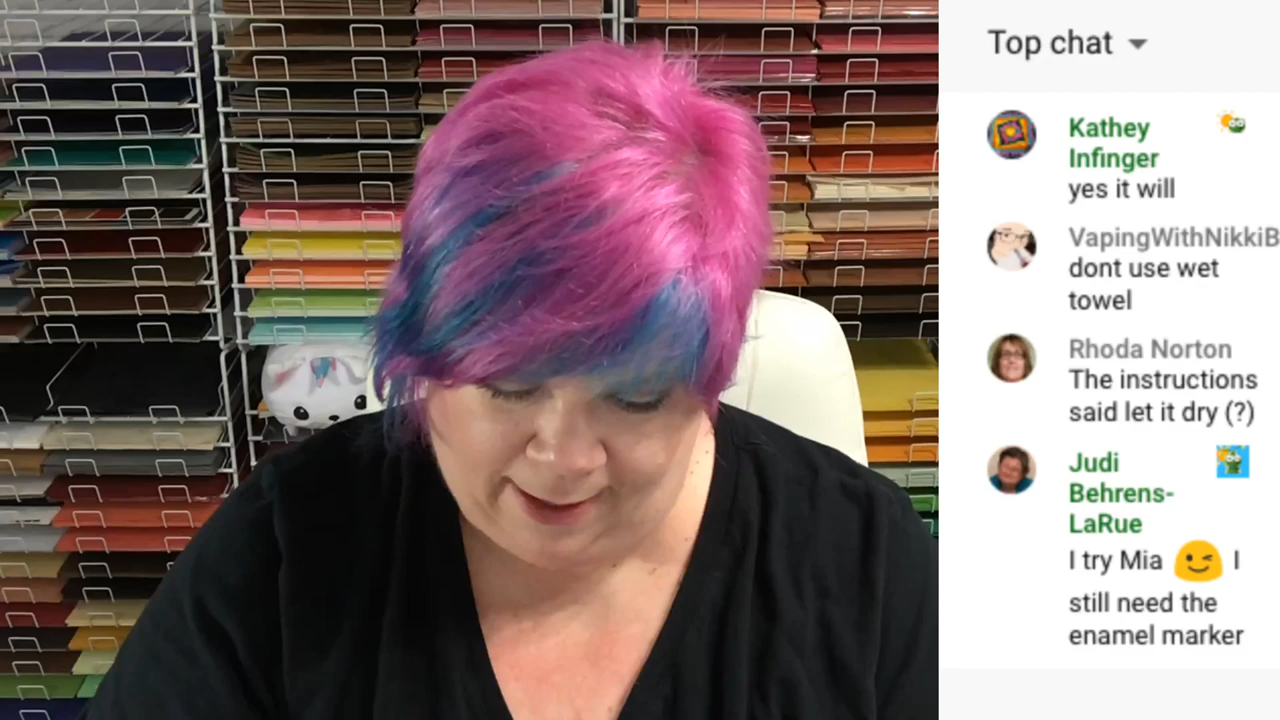 Top chat
Kathey
Infinger
yes it will
VapingWithNikkiB
dont use wet
towel
Rhoda Norton
The instructions
said let it dry (?)
Judi
Behrens-
LaRue
I try Mia 😉 I
still need the
enamel marker